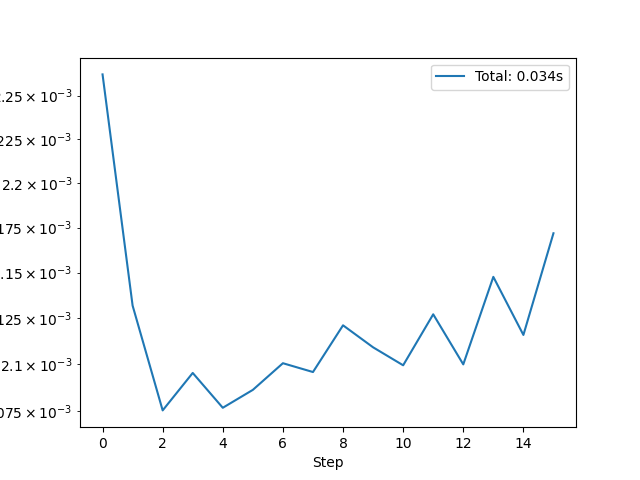 Total: 0.034s
.25 × 10⁻³
225 × 10⁻³
2.2 × 10⁻³
175 × 10⁻³
.15 × 10⁻³
125 × 10⁻³
2.1 × 10⁻³
075 × 10⁻³
0 2 4 6 8 10 12 14
Step